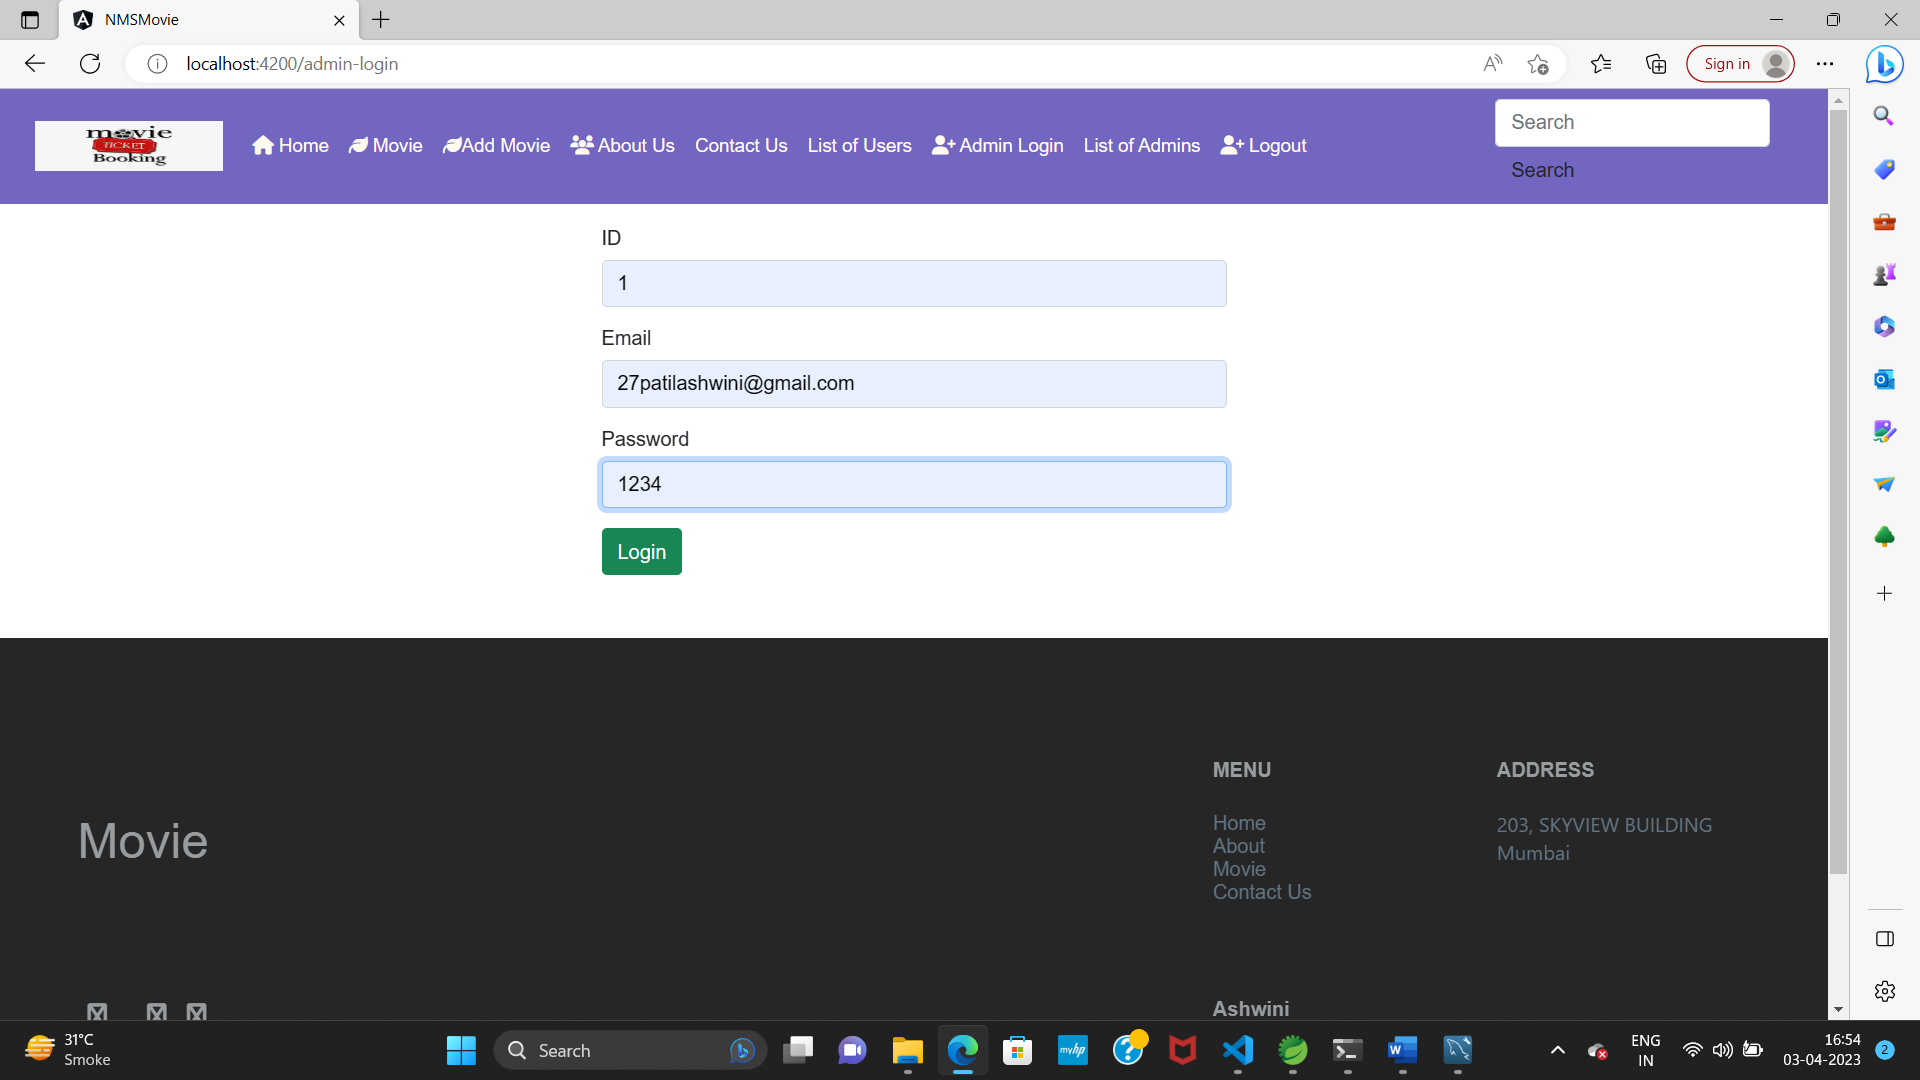 NMSMovie
localhost:4200/admin-login
Sign in
movie
TICKET
Booking
Home
Movie
Add Movie
About Us
Contact Us
List of Users
Admin Login
List of Admins
Logout
Search
Search
ID
1
Email
27patilashwini@gmail.com
Password
1234
Login
Movie
MENU
Home
About
Movie
Contact Us
ADDRESS
203, SKYVIEW BUILDING
Mumbai
Ashwini
31°C
Smoke
Search
myhp
ENG
IN
16:54
03-04-2023
2